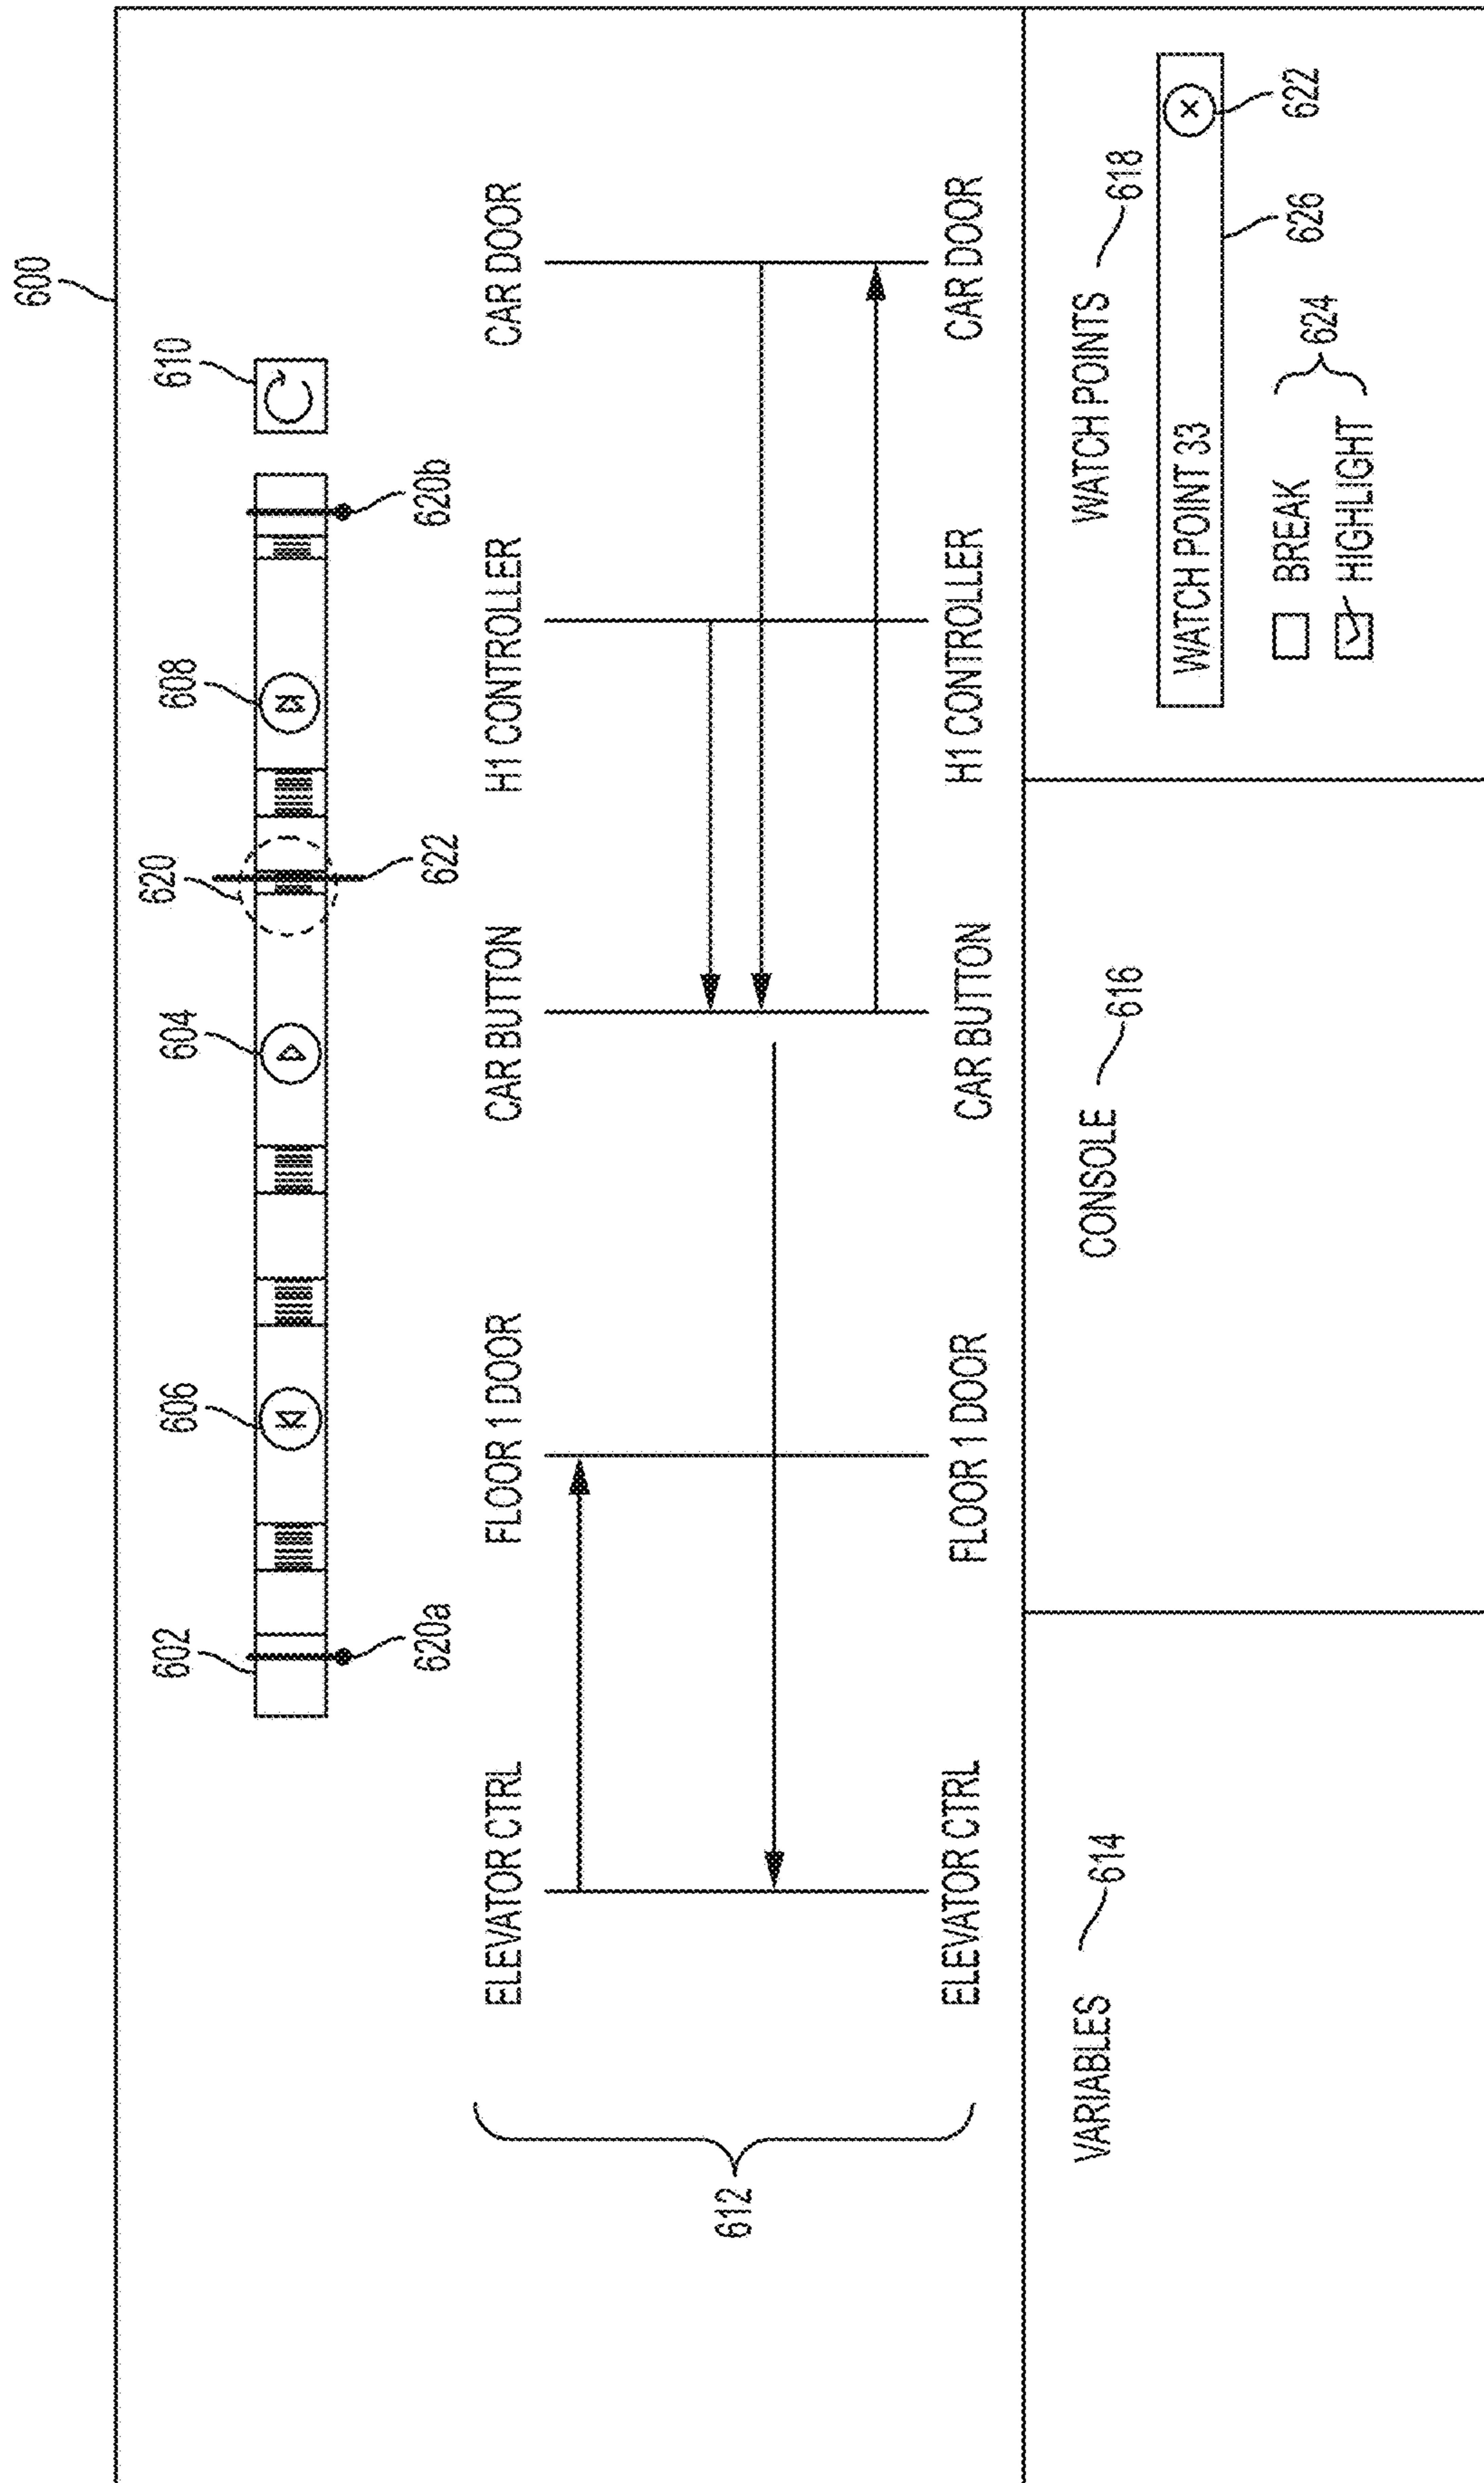 600
602
606
604
620
608
610
620a
622
620b
ELEVATOR CTRL
FLOOR 1 DOOR
CAR BUTTON
H1 CONTROLLER
CAR DOOR
612
ELEVATOR CTRL
FLOOR 1 DOOR
CAR BUTTON
H1 CONTROLLER
CAR DOOR
VARIABLES 614
CONSOLE 616
WATCH POINTS 618
WATCH POINT 33
BREAK
HIGHLIGHT
624
626
622